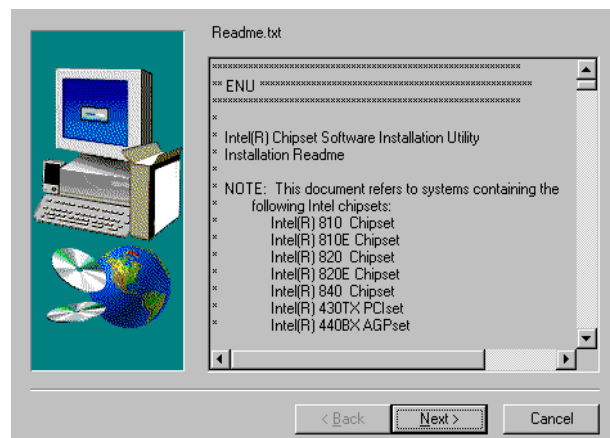 Readme.txt
************************************************************
** ENU *****************************************************
************************************************************
*
* Intel(R) Chipset Software Installation Utility
* Installation Readme
*
* NOTE: This document refers to systems containing the
* following Intel chipsets:
* Intel(R) 810 Chipset
* Intel(R) 810E Chipset
* Intel(R) 820 Chipset
* Intel(R) 820E Chipset
* Intel(R) 840 Chipset
* Intel(R) 430TX PCIset
* Intel(R) 440BX AGPset
< Back Next > Cancel